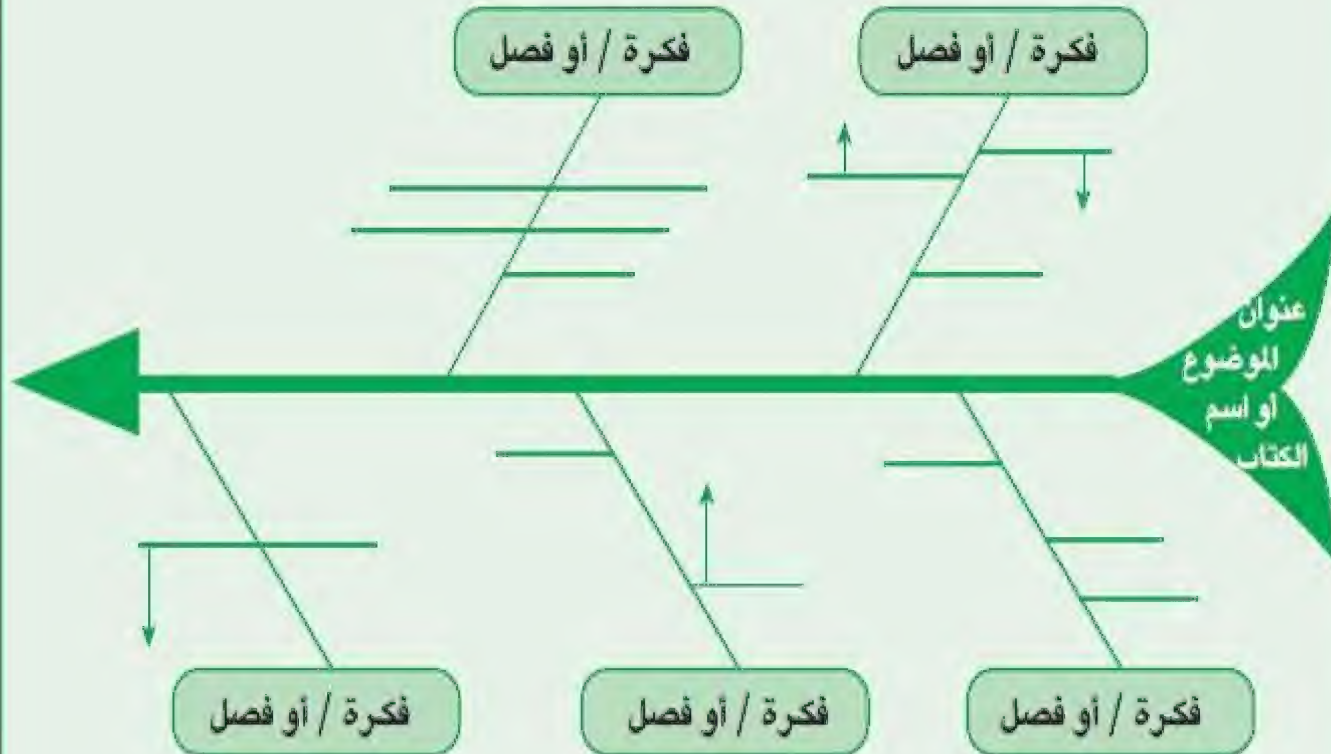 فكرة / أو فصل
فكرة / أو فصل
عنوان
الموضوع
أو اسم
الكتاب
فكرة / أو فصل
فكرة / أو فصل
فكرة / أو فصل